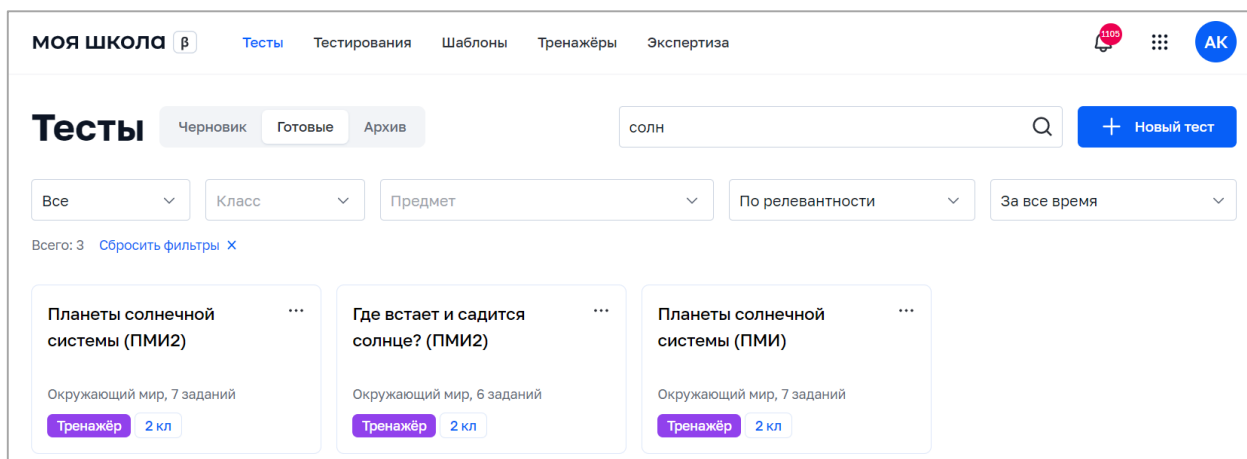 моя школа β Тесты Тестирования Шаблоны Тренажёры Экспертиза 1105 АК
Тесты Черновик Готовые Архив солн Новый тест
Все Класс Предмет По релевантности За все время
Всего: 3 Сбросить фильтры
Планеты солнечной
системы (ПМИ2)
Окружающий мир, 7 заданий
Тренажёр 2 кл
Где встает и садится
солнце? (ПМИ2)
Окружающий мир, 6 заданий
Тренажёр 2 кл
Планеты солнечной
системы (ПМИ)
Окружающий мир, 7 заданий
Тренажёр 2 кл